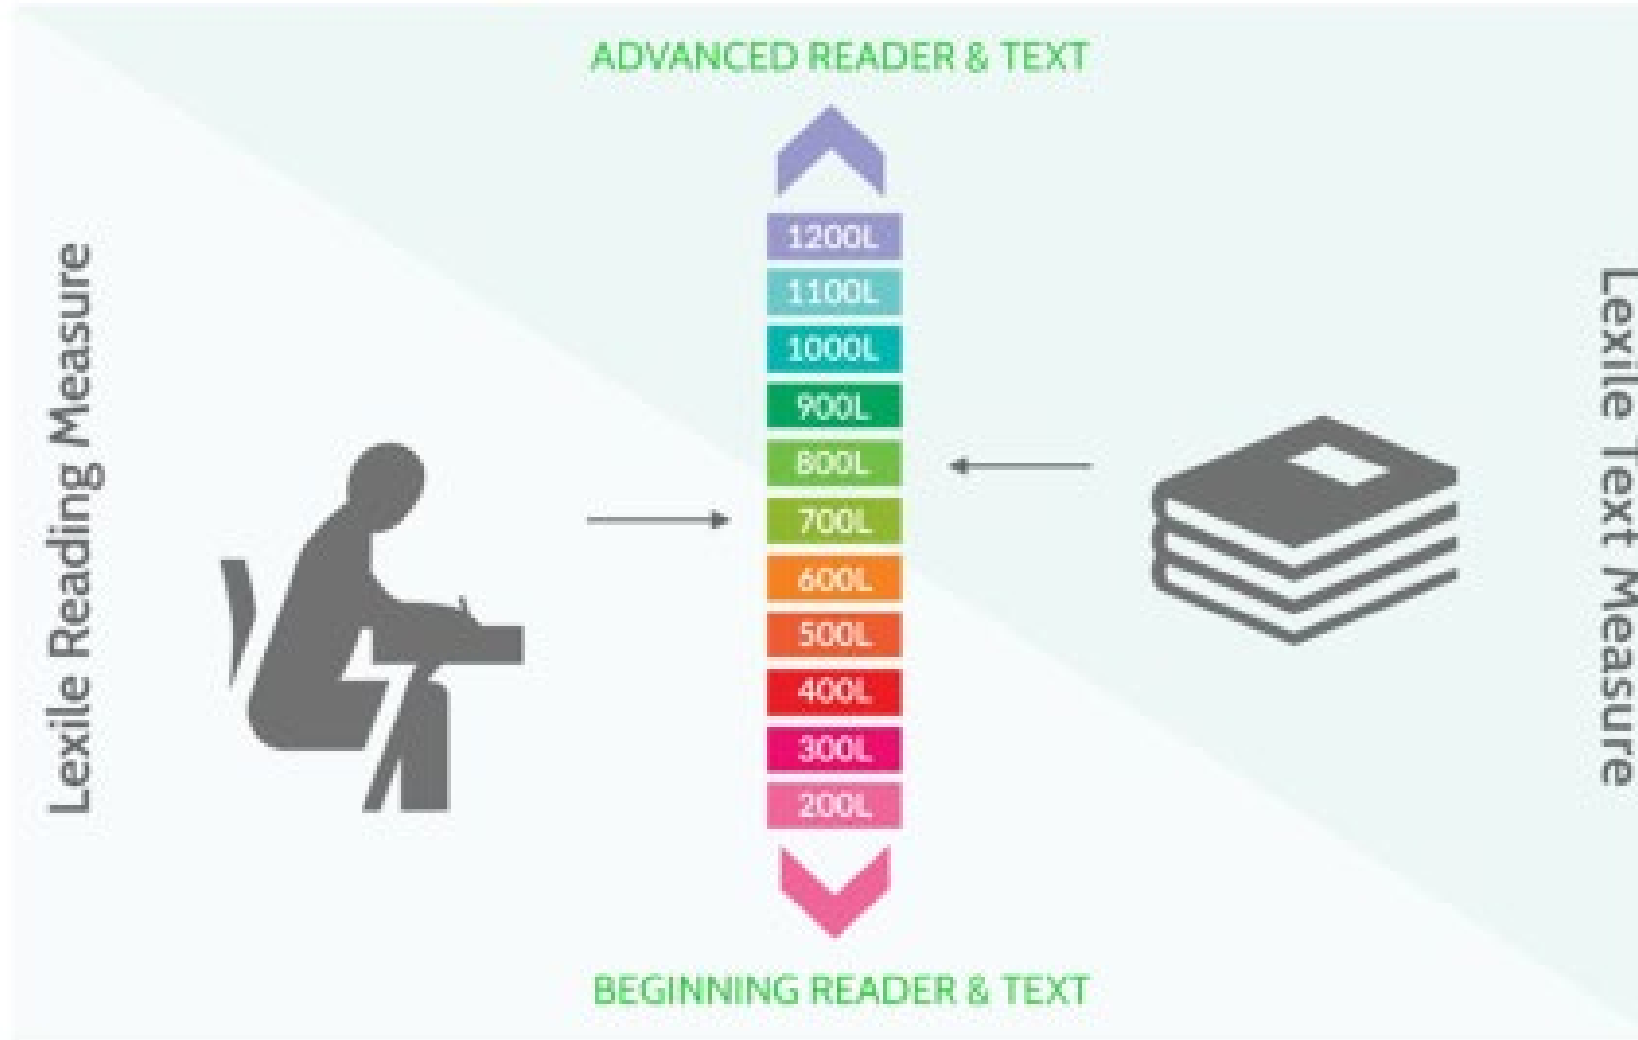 ADVANCED READER & TEXT
Lexile Reading Measure
1200L
1100L
1000L
900L
800L
700L
600L
500L
400L
300L
200L
Lexile Text Measure
BEGINNING READER & TEXT